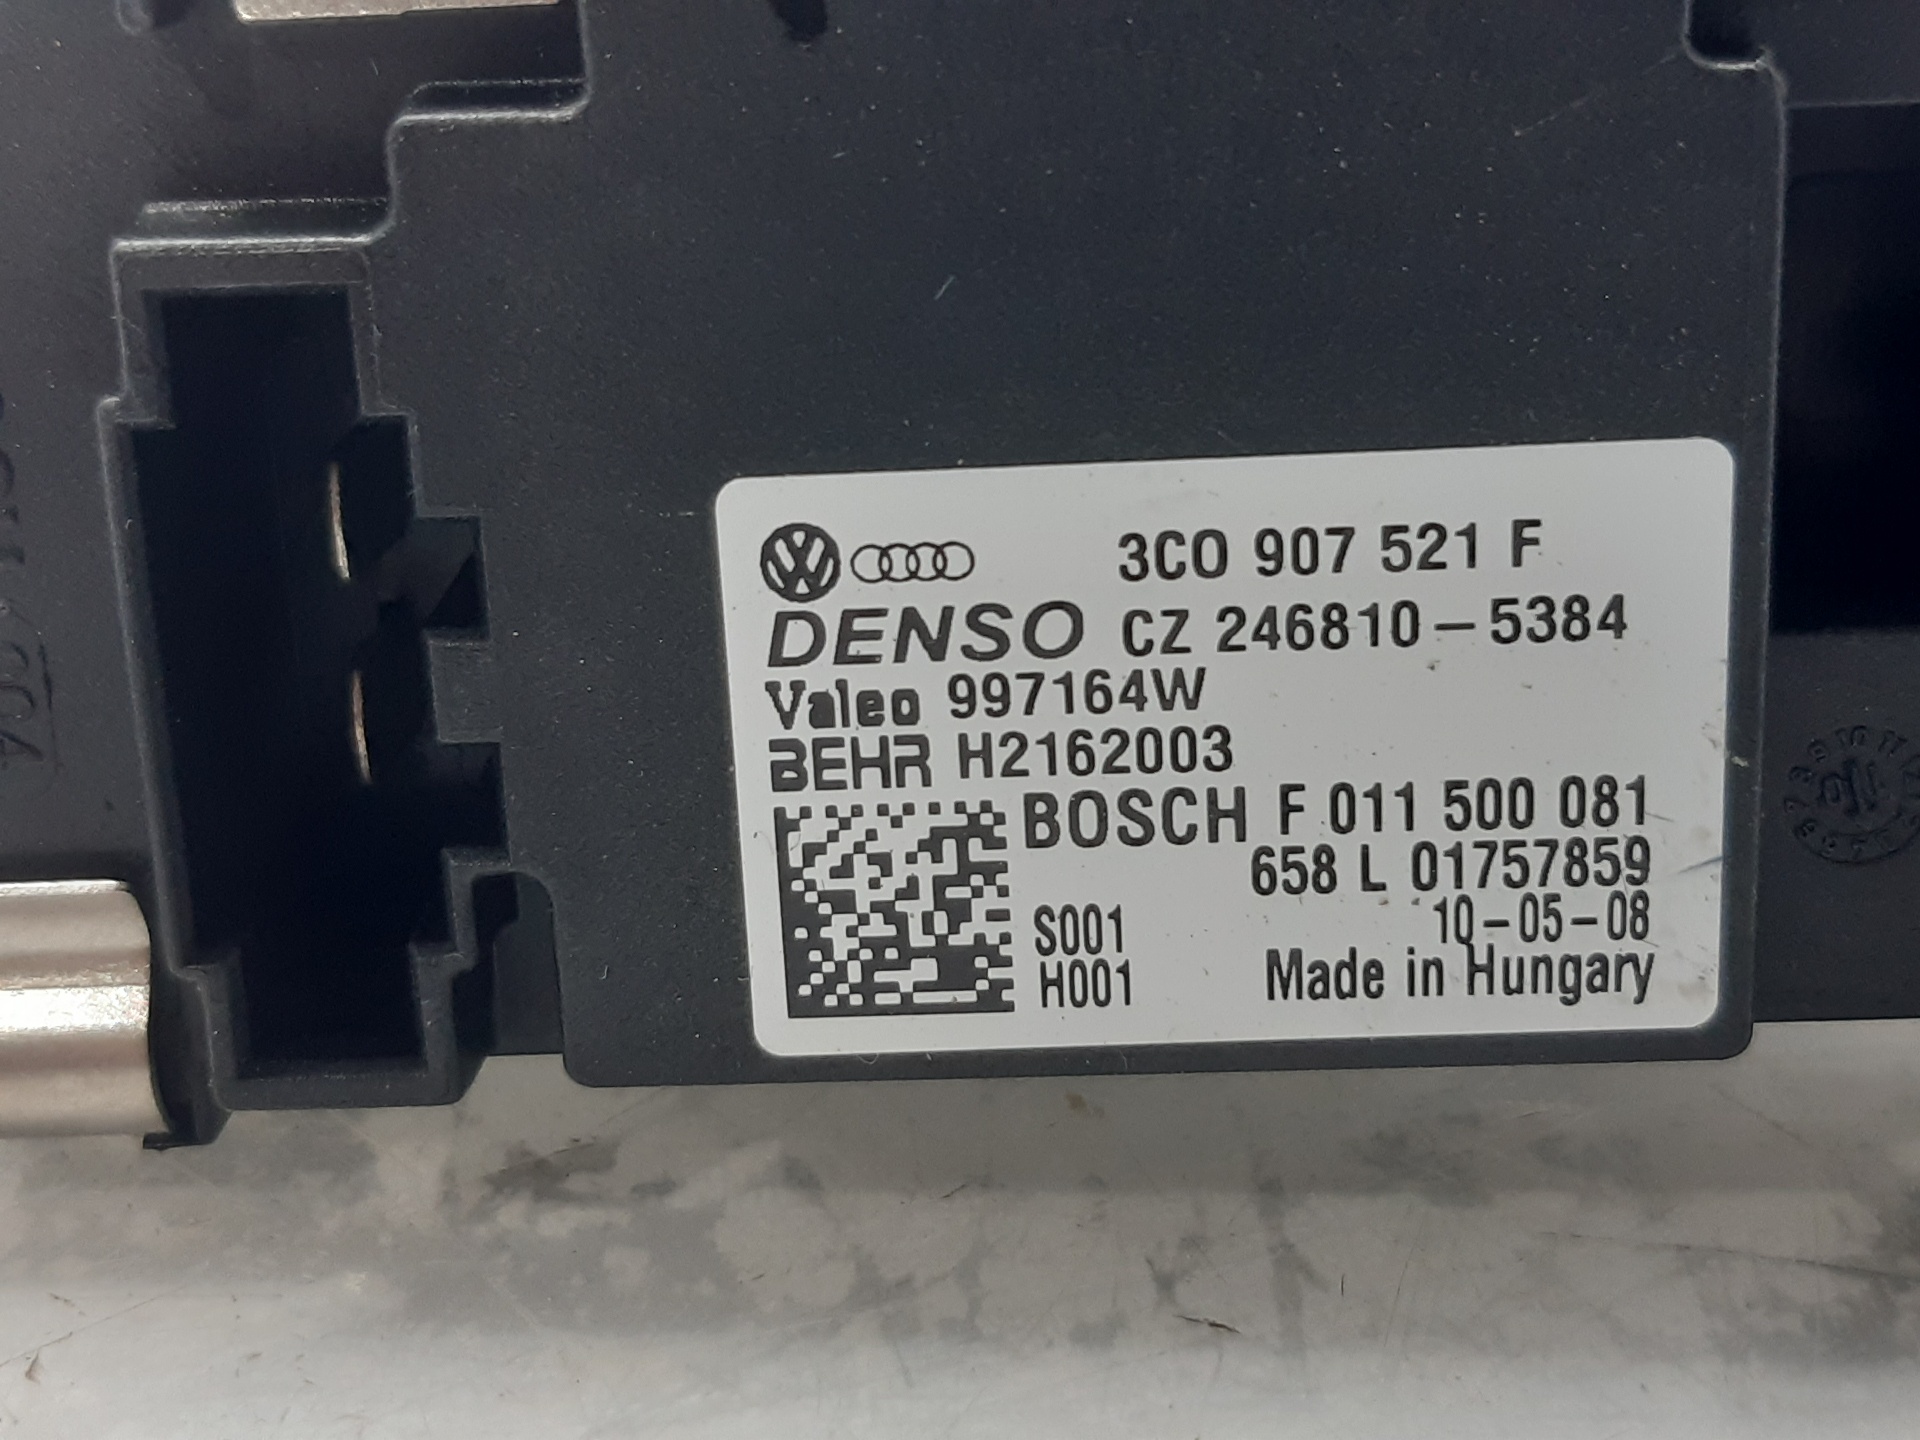 3C0 907 521 F
DENSO CZ 246810-5384
Valeo 997164W
BEHR H2162003
BOSCH F 011 500 081
658 L 01757859
S001 10-05-08
H001 Made in Hungary